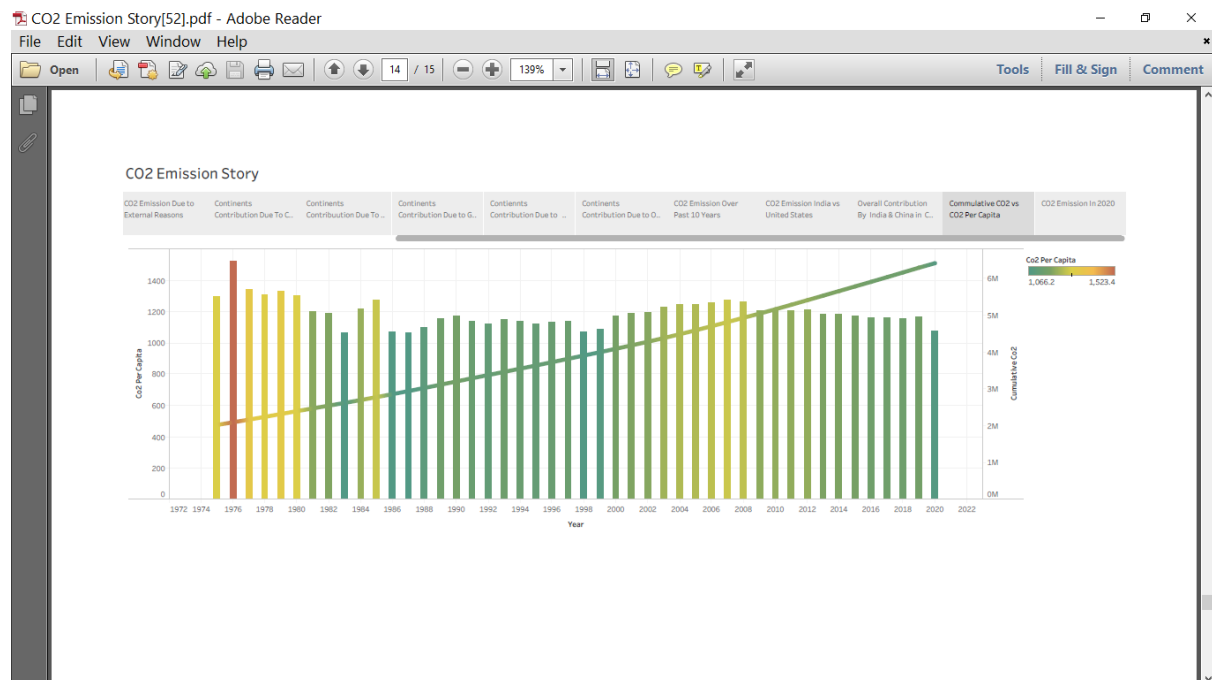 CO2 Emission Story[52].pdf - Adobe Reader
File Edit View Window Help
Open 14 / 15 139% Tools Fill & Sign Comment
CO2 Emission Story
CO2 Emission Due to
External Reasons
Continents
Contribution Due To C..
Continents
Contribuution Due To ..
Continents
Contribution Due to G..
Contiennts
Contribution Due to ..
Continents
Contribution Due to O..
CO2 Emission Over
Past 10 Years
CO2 Emission India vs
United States
Overall Contribution
By India & China in C..
Commulative CO2 vs
CO2 Per Capita
CO2 Emission In 2020
Co2 Per Capita
1,066.2 1,523.4
Co2 Per Capita
1400
1200
1000
800
600
400
200
0
6M
5M
4M
3M
2M
1M
0M
Cumulative Co2
1972 1974 1976 1978 1980 1982 1984 1986 1988 1990 1992 1994 1996 1998 2000 2002 2004 2006 2008 2010 2012 2014 2016 2018 2020 2022
Year